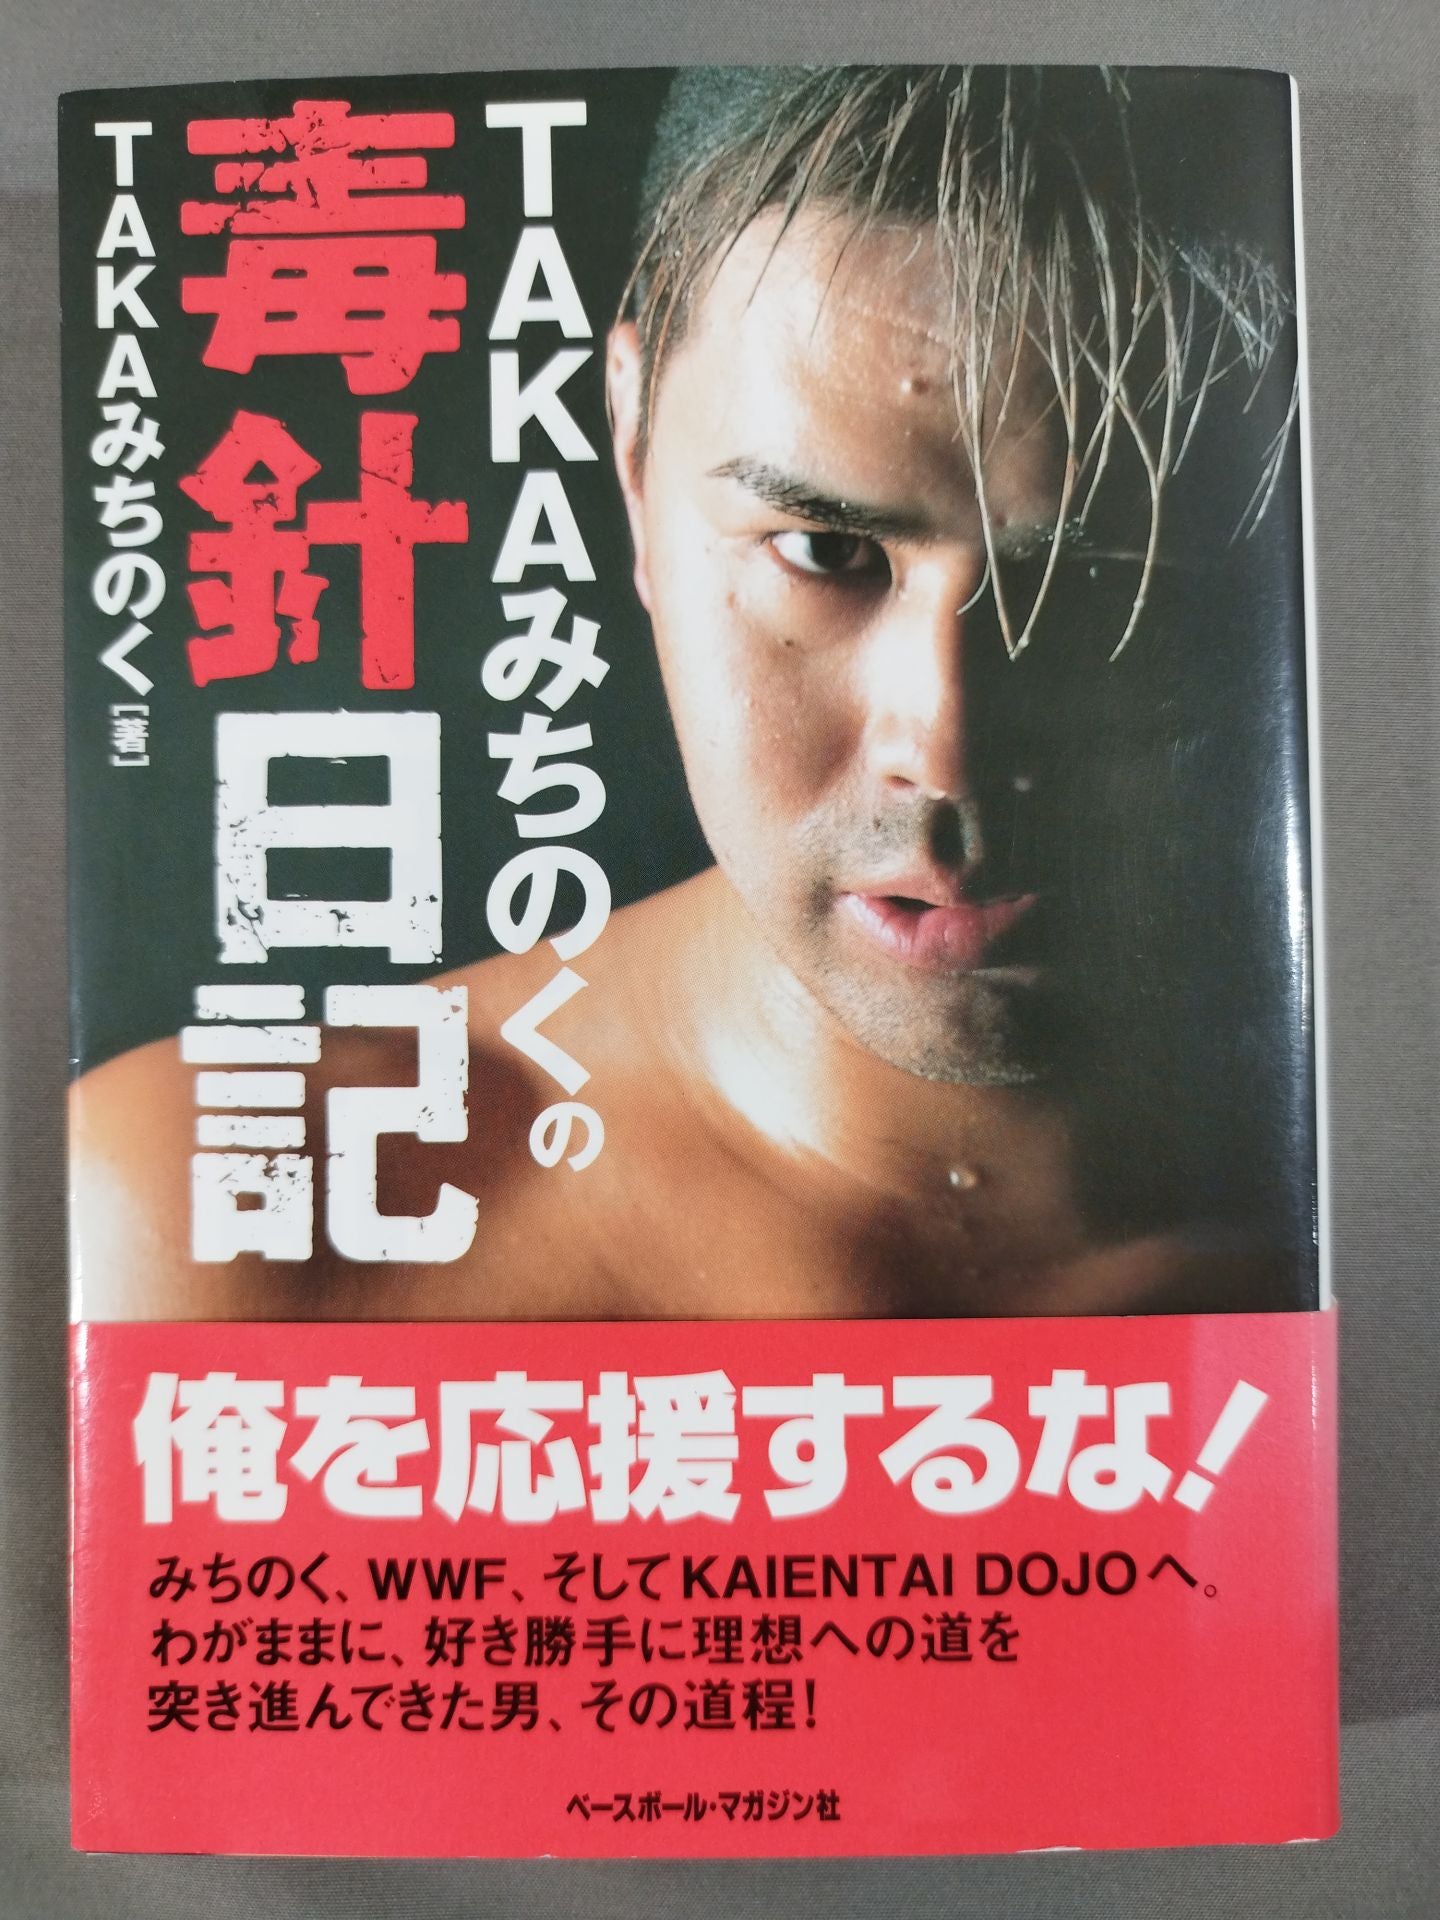 TAKAみちのくの
毒針日記
TAKAみちのく[著]
俺を応援するな!
みちのく、WWF、そしてKAIENTAI DOJOへ。
わがままに、好き勝手に理想への道を
突き進んできた男、その道程!
ベースボール・マガジン社